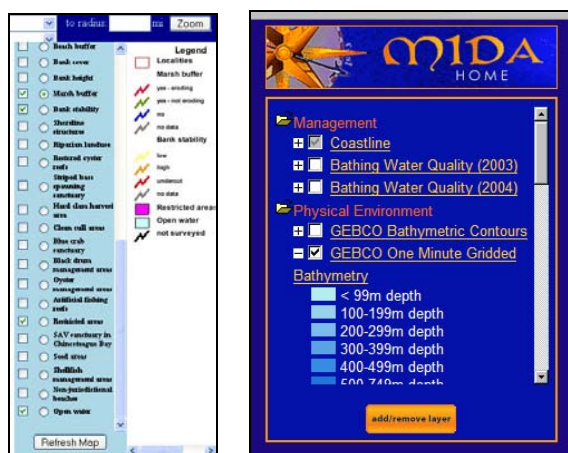 to radius mi Zoom
Beach buffer
Bank cover
Bank height
Marsh buffer
Bank stability
Shoreline
structures
Riparian landuse
Restored oyster
reefs
Striped bass
spawning
sanctuary
Hard clam harvest
area
Clean cull areas
Blue crab
sanctuary
Black drum
management areas
Oyster
management areas
Artificial fishing
reefs
Restricted areas
SAV sanctuary in
Chincoteague Bay
Seed areas
Shellfish
management areas
Non-jurisdictional
beaches
Open water
Refresh Map
Legend
Localities
Marsh buffer
yes - eroding
yes - not eroding
no
no data
Bank stability
low
high
undercut
no data
Restricted areas
Open water
not surveyed
MIDA
HOME
Management
Coastline
Bathing Water Quality (2003)
Bathing Water Quality (2004)
Physical Environment
GEBCO Bathymetric Contours
GEBCO One Minute Gridded
Bathymetry
< 99m depth
100-199m depth
200-299m depth
300-399m depth
400-499m depth
500-749m depth
add/remove layer